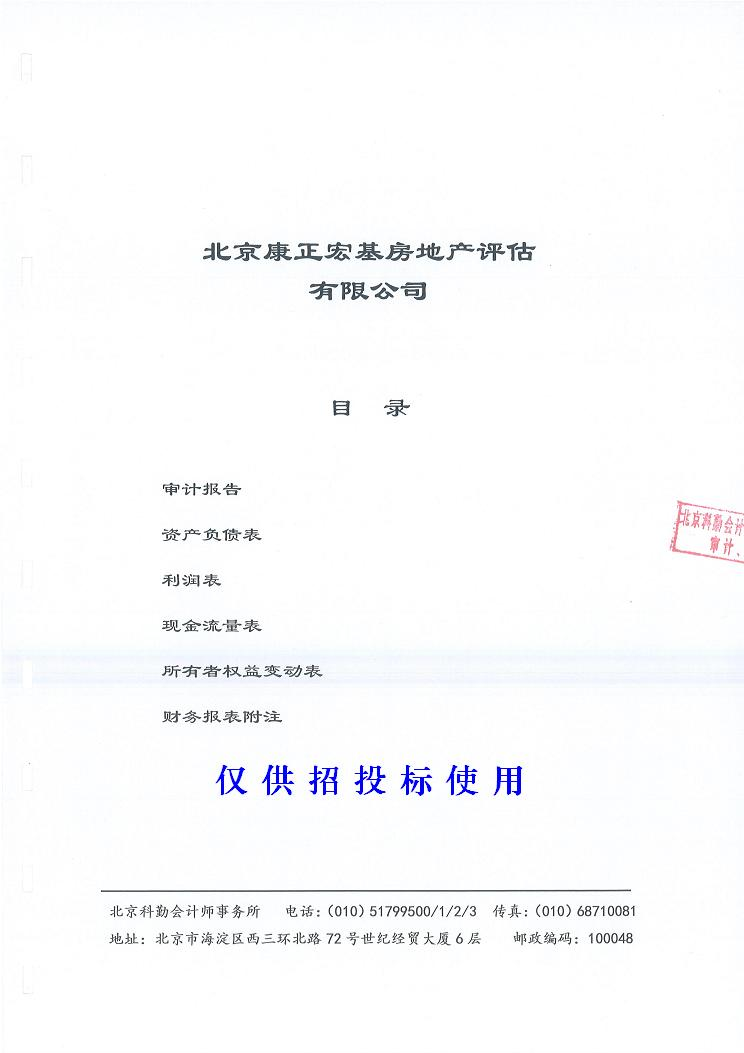 北京康正宏基房地产评估
有限公司
目 录
审计报告
资产负债表
利润表
现金流量表
所有者权益变动表
财务报表附注
北京科勤会计
审计、
仅供招投标使用
北京科勤会计师事务所 电话：(010) 51799500/1/2/3 传真：(010) 68710081
地址：北京市海淀区西三环北路 72 号世纪经贸大厦 6 层 邮政编码：100048